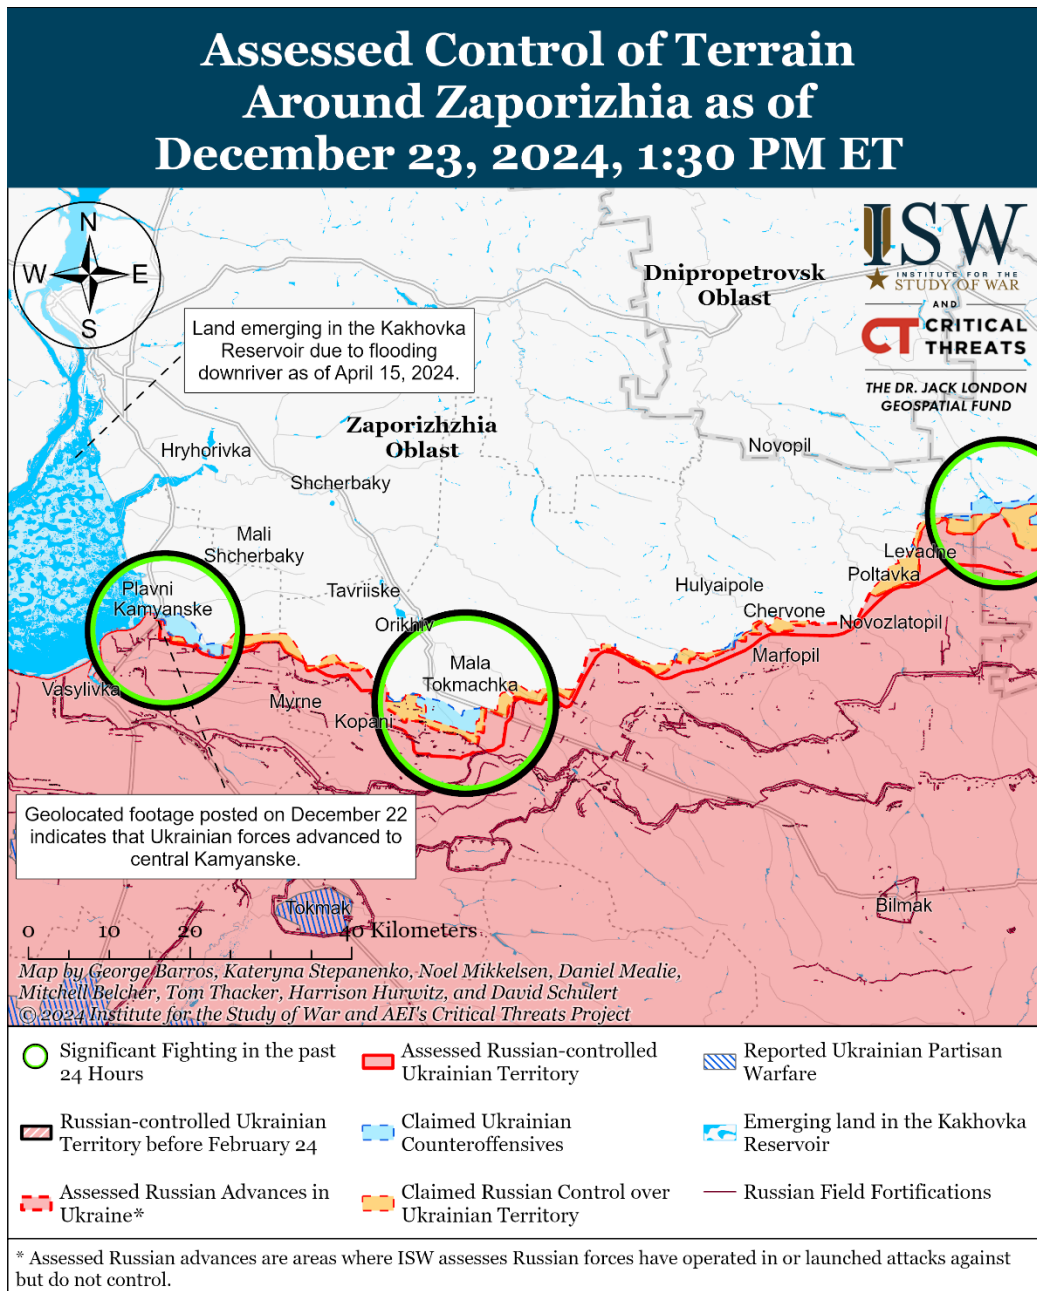 Assessed Control of Terrain
Around Zaporizhia as of
December 23, 2024, 1:30 PM ET
N
W E
S
ISW
INSTITUTE FOR THE
STUDY OF WAR
AND
CT CRITICAL
THREATS
THE DR. JACK LONDON
GEOSPATIAL FUND
Dnipropetrovsk
Oblast
Land emerging in the Kakhovka
Reservoir due to flooding
downriver as of April 15, 2024.
Zaporizhzhia
Oblast
Hryhorivka
Novopil
Shcherbaky
Mali
Shcherbaky
Levadne
Poltavka
Plavni
Kamyanske
Tavriiske
Hulyaipole
Chervone
Orikhiv
Novozlatopil
Marfopil
Mala
Tokmachka
Vasylivka
Myrne
Kopani
Geolocated footage posted on December 22
indicates that Ukrainian forces advanced to
central Kamyanske.
Tokmak
Bilmak
0 10 20 40 Kilometers
Map by George Barros, Kateryna Stepanenko, Noel Mikkelsen, Daniel Mealie,
Mitchell Belcher, Tom Thacker, Harrison Hurwitz, and David Schulert
© 2024 Institute for the Study of War and AEI's Critical Threats Project
Significant Fighting in the past
24 Hours
Assessed Russian-controlled
Ukrainian Territory
Reported Ukrainian Partisan
Warfare
Russian-controlled Ukrainian
Territory before February 24
Claimed Ukrainian
Counteroffensives
Emerging land in the Kakhovka
Reservoir
Assessed Russian Advances in
Ukraine*
Claimed Russian Control over
Ukrainian Territory
Russian Field Fortifications
* Assessed Russian advances are areas where ISW assesses Russian forces have operated in or launched attacks against
but do not control.